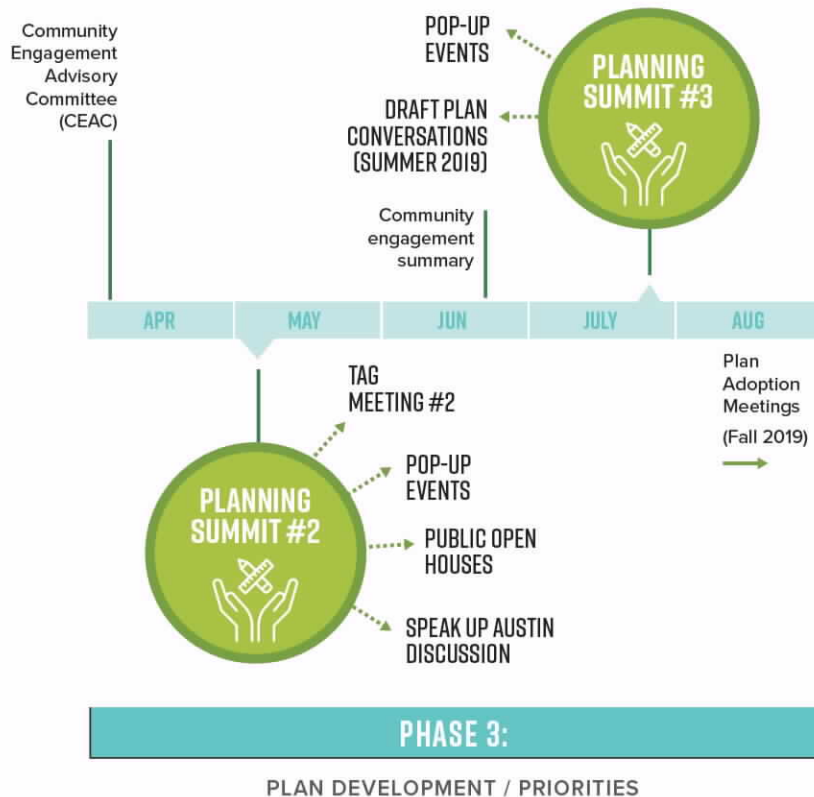 Community
Engagement
Advisory
Committee
(CEAC)
POP-UP
EVENTS
DRAFT PLAN
CONVERSATIONS
(SUMMER 2019)
PLANNING
SUMMIT #3
Community
engagement
summary
APR
MAY
JUN
JULY
AUG
TAG
MEETING #2
POP-UP
EVENTS
PUBLIC OPEN
HOUSES
SPEAK UP AUSTIN
DISCUSSION
PLANNING
SUMMIT #2
Plan
Adoption
Meetings
(Fall 2019)
PHASE 3:
PLAN DEVELOPMENT / PRIORITIES